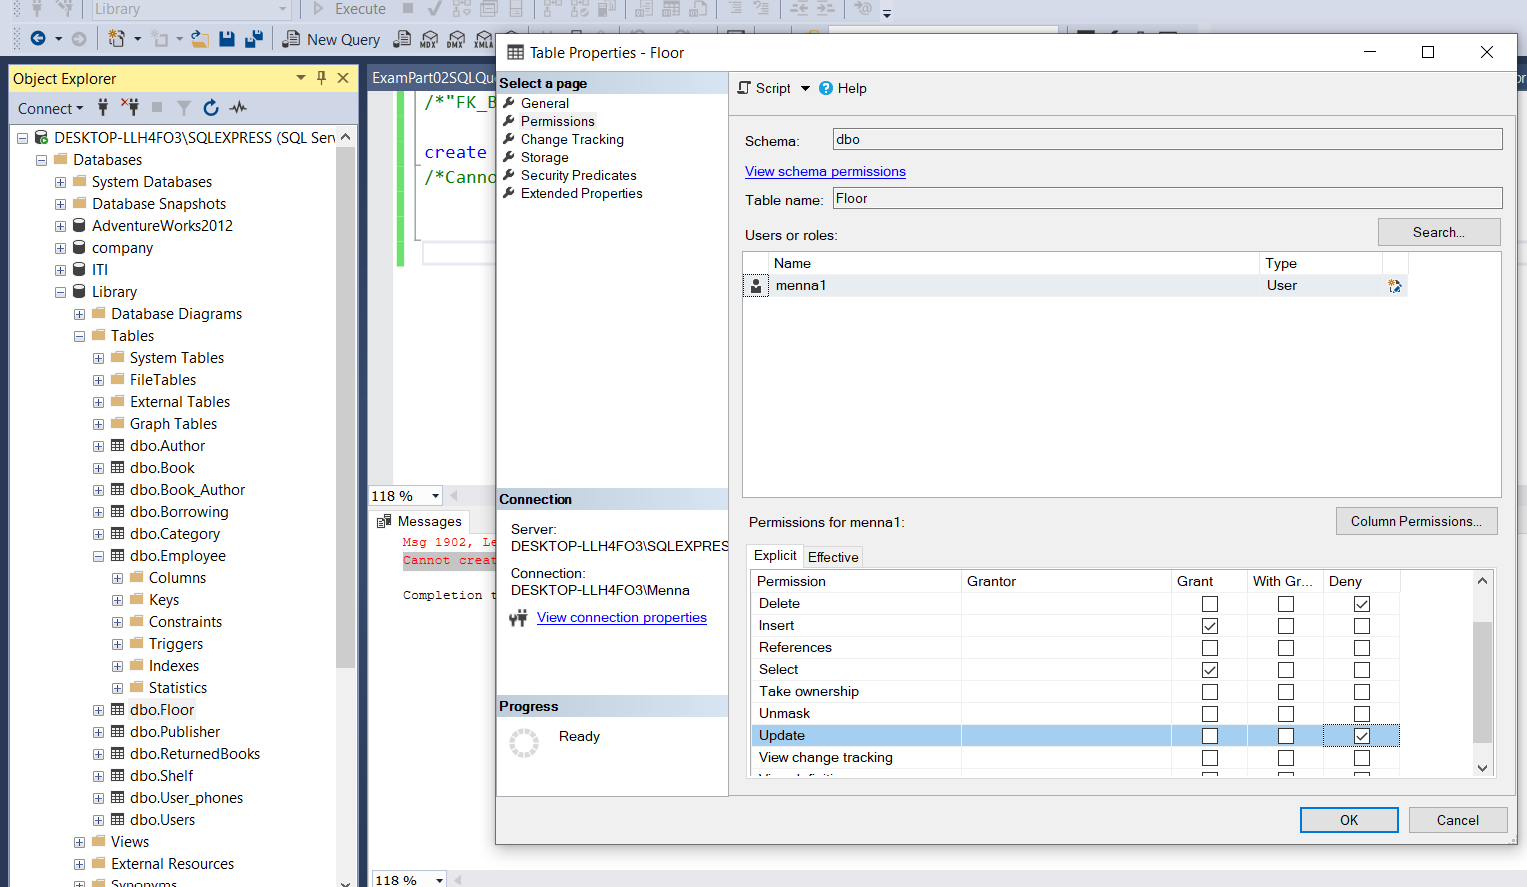 Library
Execute
New Query
MDX
DMX
XMLA
Object Explorer
Connect
DESKTOP-LLH4FO3\SQLEXPRESS (SQL Serv
Databases
System Databases
Database Snapshots
AdventureWorks2012
company
ITI
Library
Database Diagrams
Tables
System Tables
FileTables
External Tables
Graph Tables
dbo.Author
dbo.Book
dbo.Book_Author
dbo.Borrowing
dbo.Category
dbo.Employee
Columns
Keys
Constraints
Triggers
Indexes
Statistics
dbo.Floor
dbo.Publisher
dbo.ReturnedBooks
dbo.Shelf
dbo.User_phones
dbo.Users
Views
External Resources
Synonyms
ExamPart02SQLQu
/*"FK_B
create
/*Canno
118 %
Messages
Msg 1902, Le
Cannot creat
Completion t
118 %
Table Properties - Floor
Select a page
General
Permissions
Change Tracking
Storage
Security Predicates
Extended Properties
Connection
Server:
DESKTOP-LLH4FO3\SQLEXPRES
Connection:
DESKTOP-LLH4FO3\Menna
View connection properties
Progress
Ready
Script
Help
Schema:
dbo
View schema permissions
Table name:
Floor
Users or roles:
Search...
Name Type
menna1 User
Permissions for menna1:
Column Permissions...
Explicit Effective
Permission Grantor Grant With Gr... Deny
Delete
Insert
References
Select
Take ownership
Unmask
Update
View change tracking
OK
Cancel